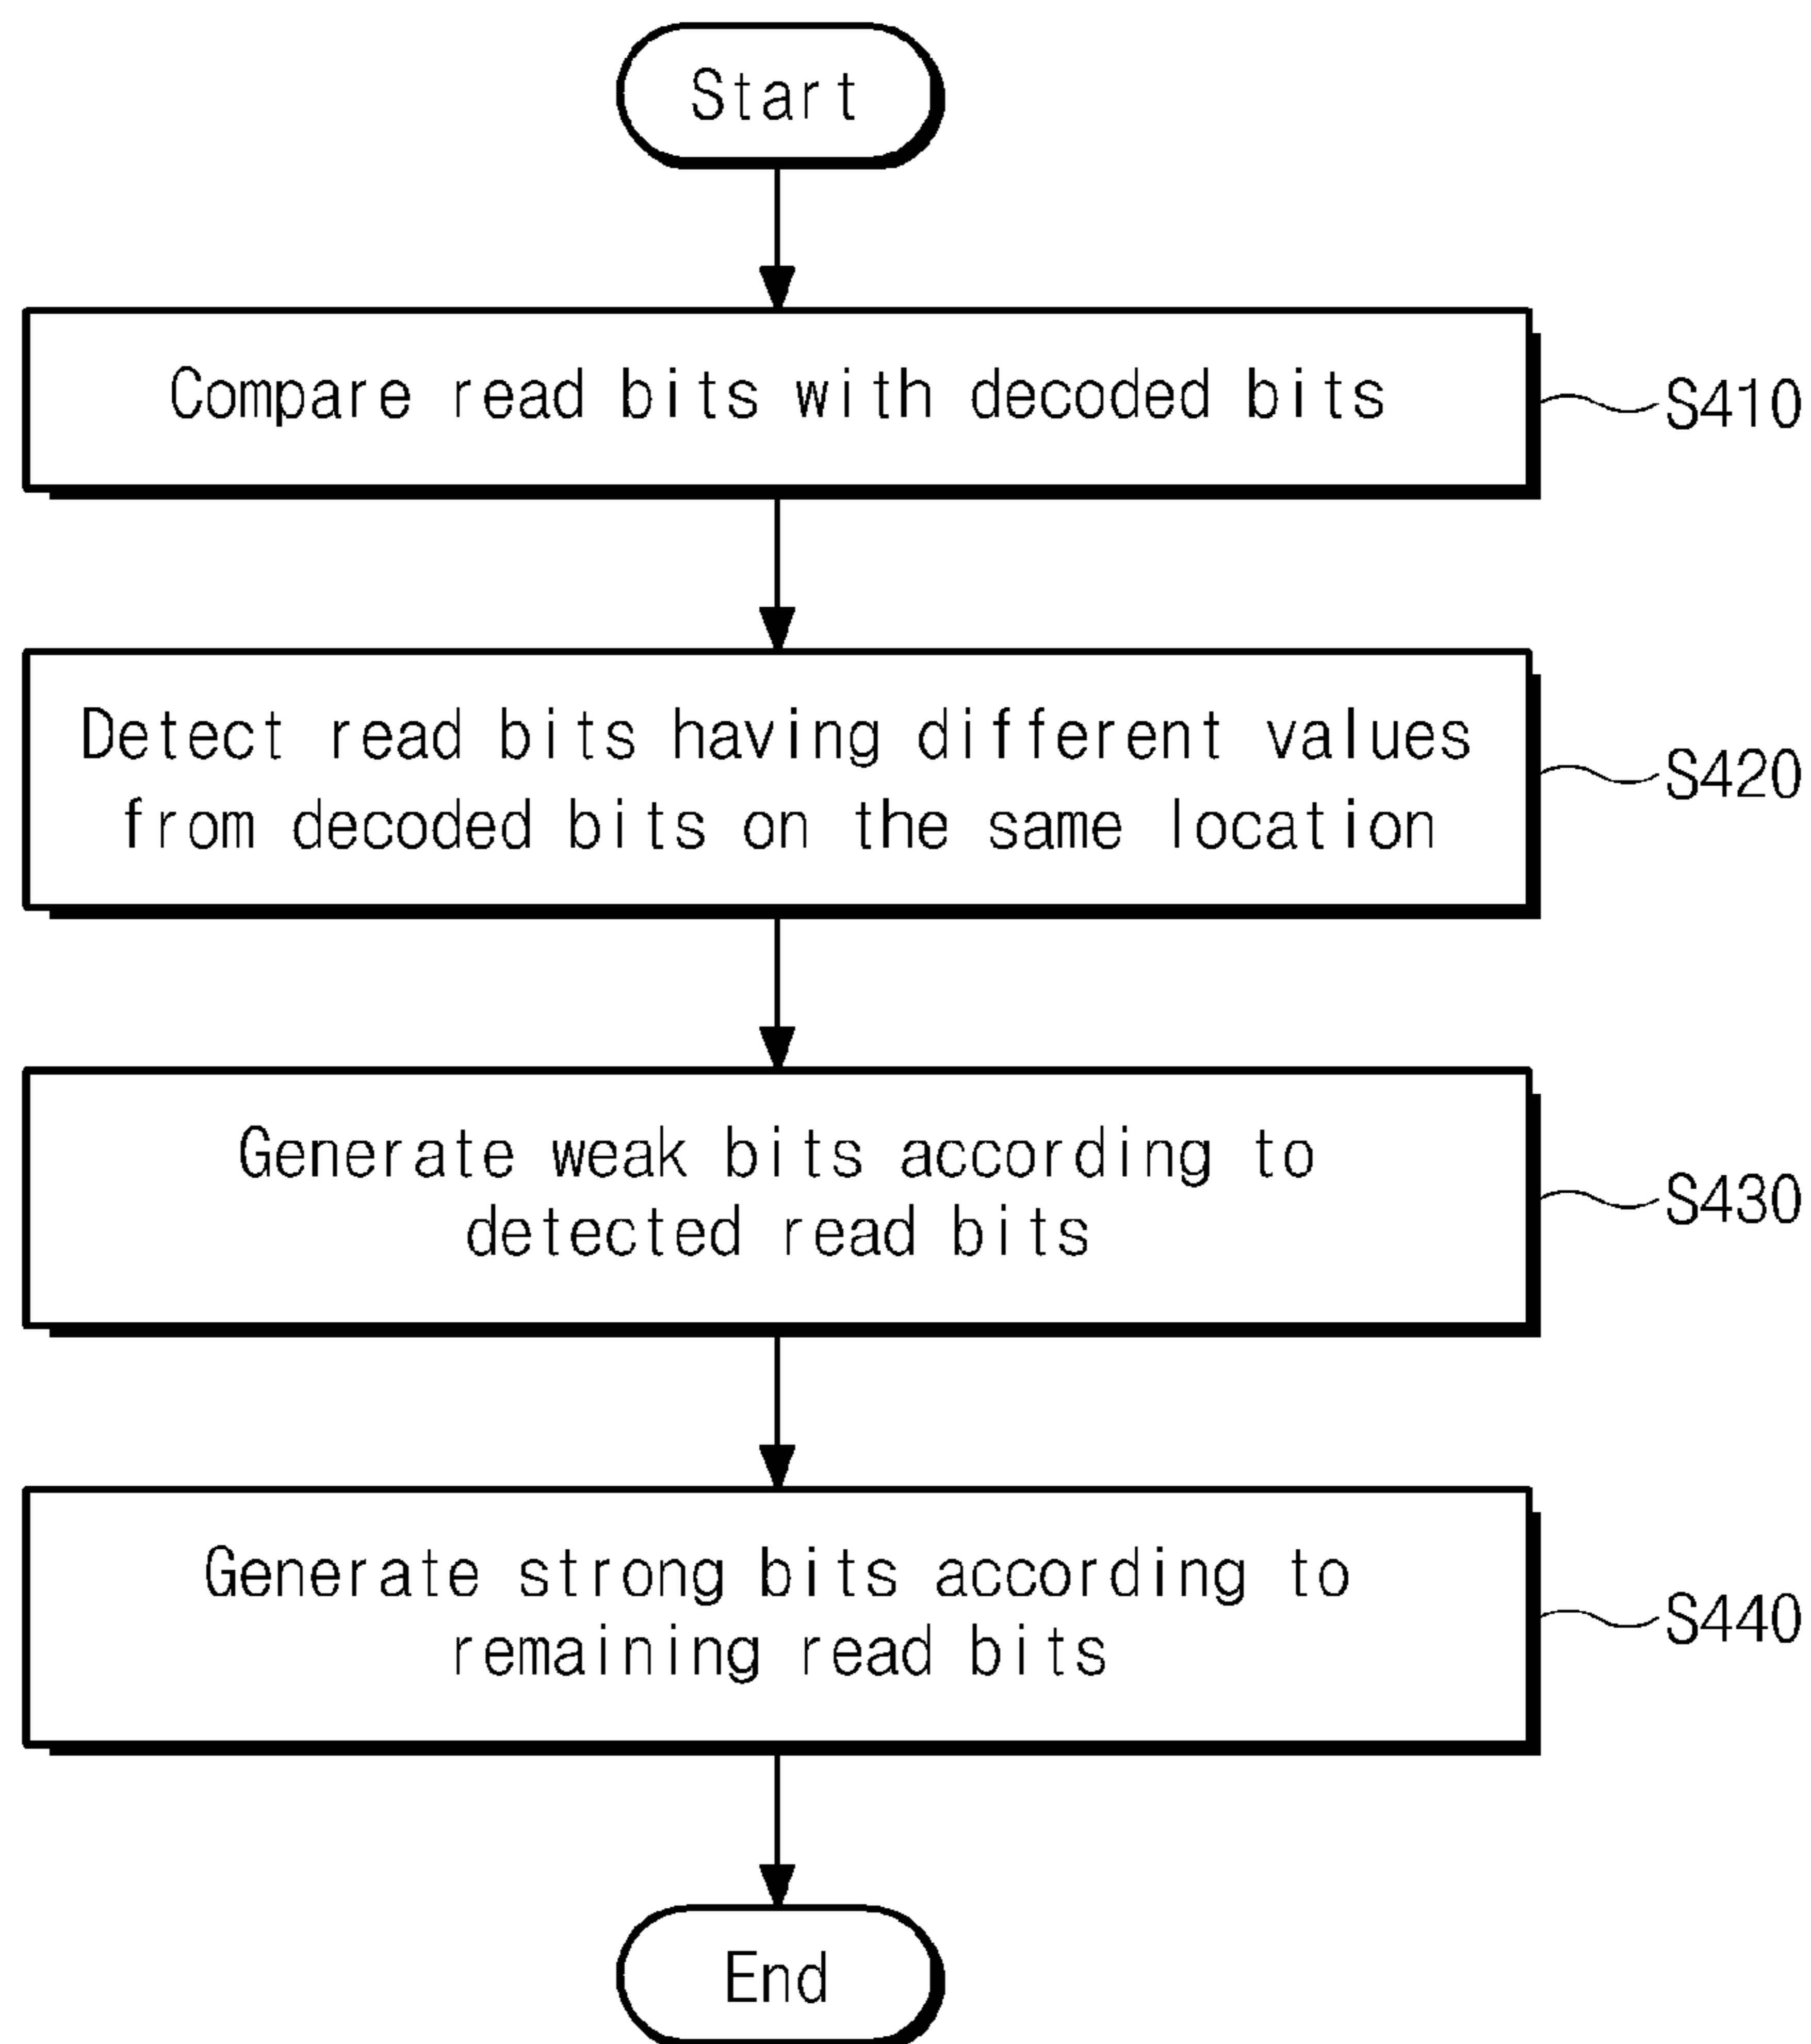 Start
Compare read bits with decoded bits
S410
Detect read bits having different values
from decoded bits on the same location
S420
Generate weak bits according to
detected read bits
S430
Generate strong bits according to
remaining read bits
S440
End